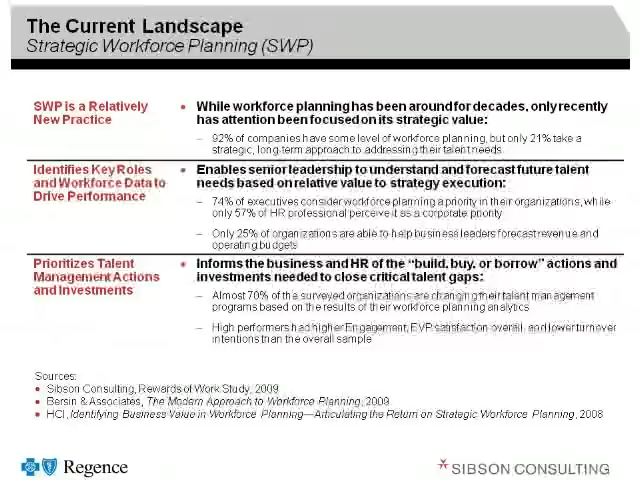 The Current Landscape
Strategic Workforce Planning (SWP)
SWP is a Relatively
New Practice
• While workforce planning has been around for decades, only recently
has attention been focused on its strategic value:
– 92% of companies have some level of workforce planning, but only 21% take a
strategic, long-term approach to addressing their talent needs
Identifies Key Roles
and Workforce Data to
Drive Performance
• Enables senior leadership to understand and forecast future talent
needs based on relative value to strategy execution:
– 74% of executives consider workforce planning a priority in their organizations, while
only 57% of HR professional perceive it as a corporate priority
– Only 25% of organizations are able to help business leaders forecast revenue and
operating budgets
Prioritizes Talent
Management Actions
and Investments
• Informs the business and HR of the “build, buy, or borrow” actions and
investments needed to close critical talent gaps:
– Almost 70% of the surveyed organizations are changing their talent management
programs based on the results of their workforce planning analytics
– High performers had higher Engagement, EVP satisfaction overall, and lower turnover
intentions than the overall sample
Sources:
• Sibson Consulting, Rewards of Work Study, 2009
• Bersin & Associates, The Modern Approach to Workforce Planning, 2009
• HCI, Identifying Business Value in Workforce Planning—Articulating the Return on Strategic Workforce Planning, 2008
Regence
SIBSON CONSULTING